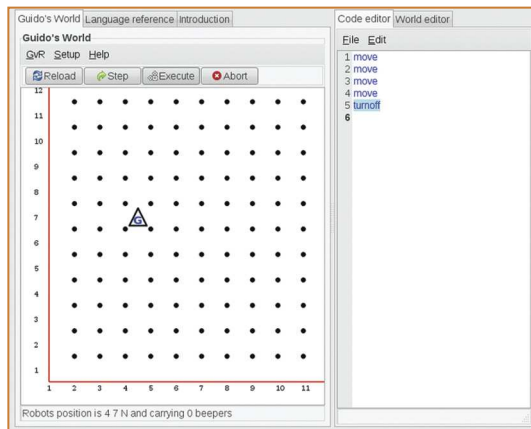 Guido's World Language reference Introduction
Guido's World
GvR Setup Help
Reload Step Execute Abort
12
11
10
9
8
7
G
6
5
4
3
2
1
1 2 3 4 5 6 7 8 9 10 11
Robots position is 4 7 N and carrying 0 beepers
Code editor World editor
File Edit
1 move
2 move
3 move
4 move
5 turnoff
6